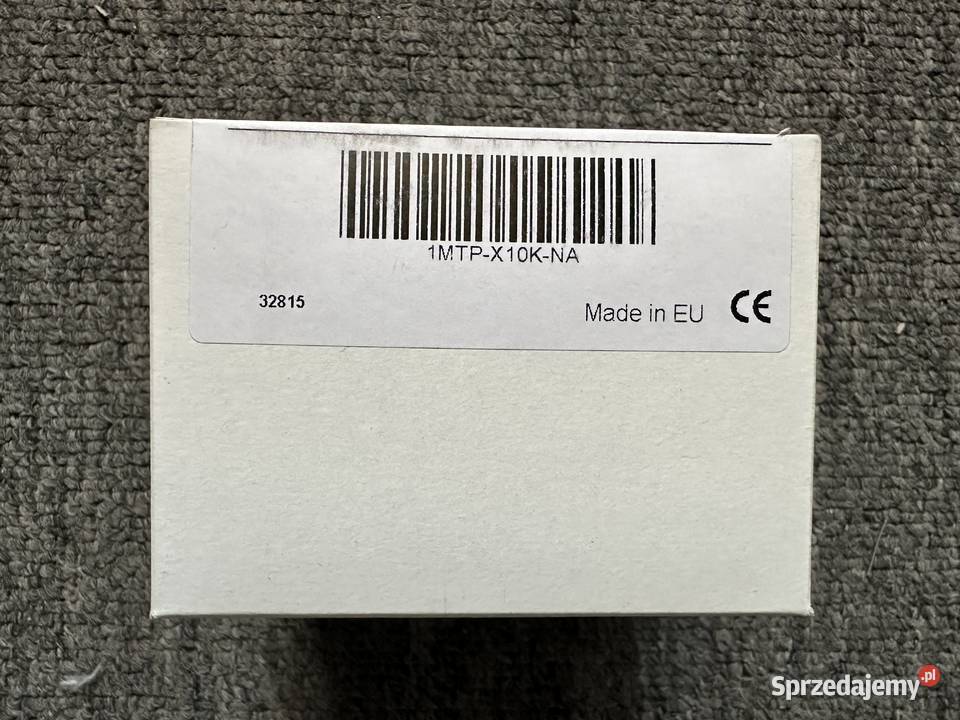 1MTP-X10K-NA
32815
Made in EU CE
Sprzedajemy.pl